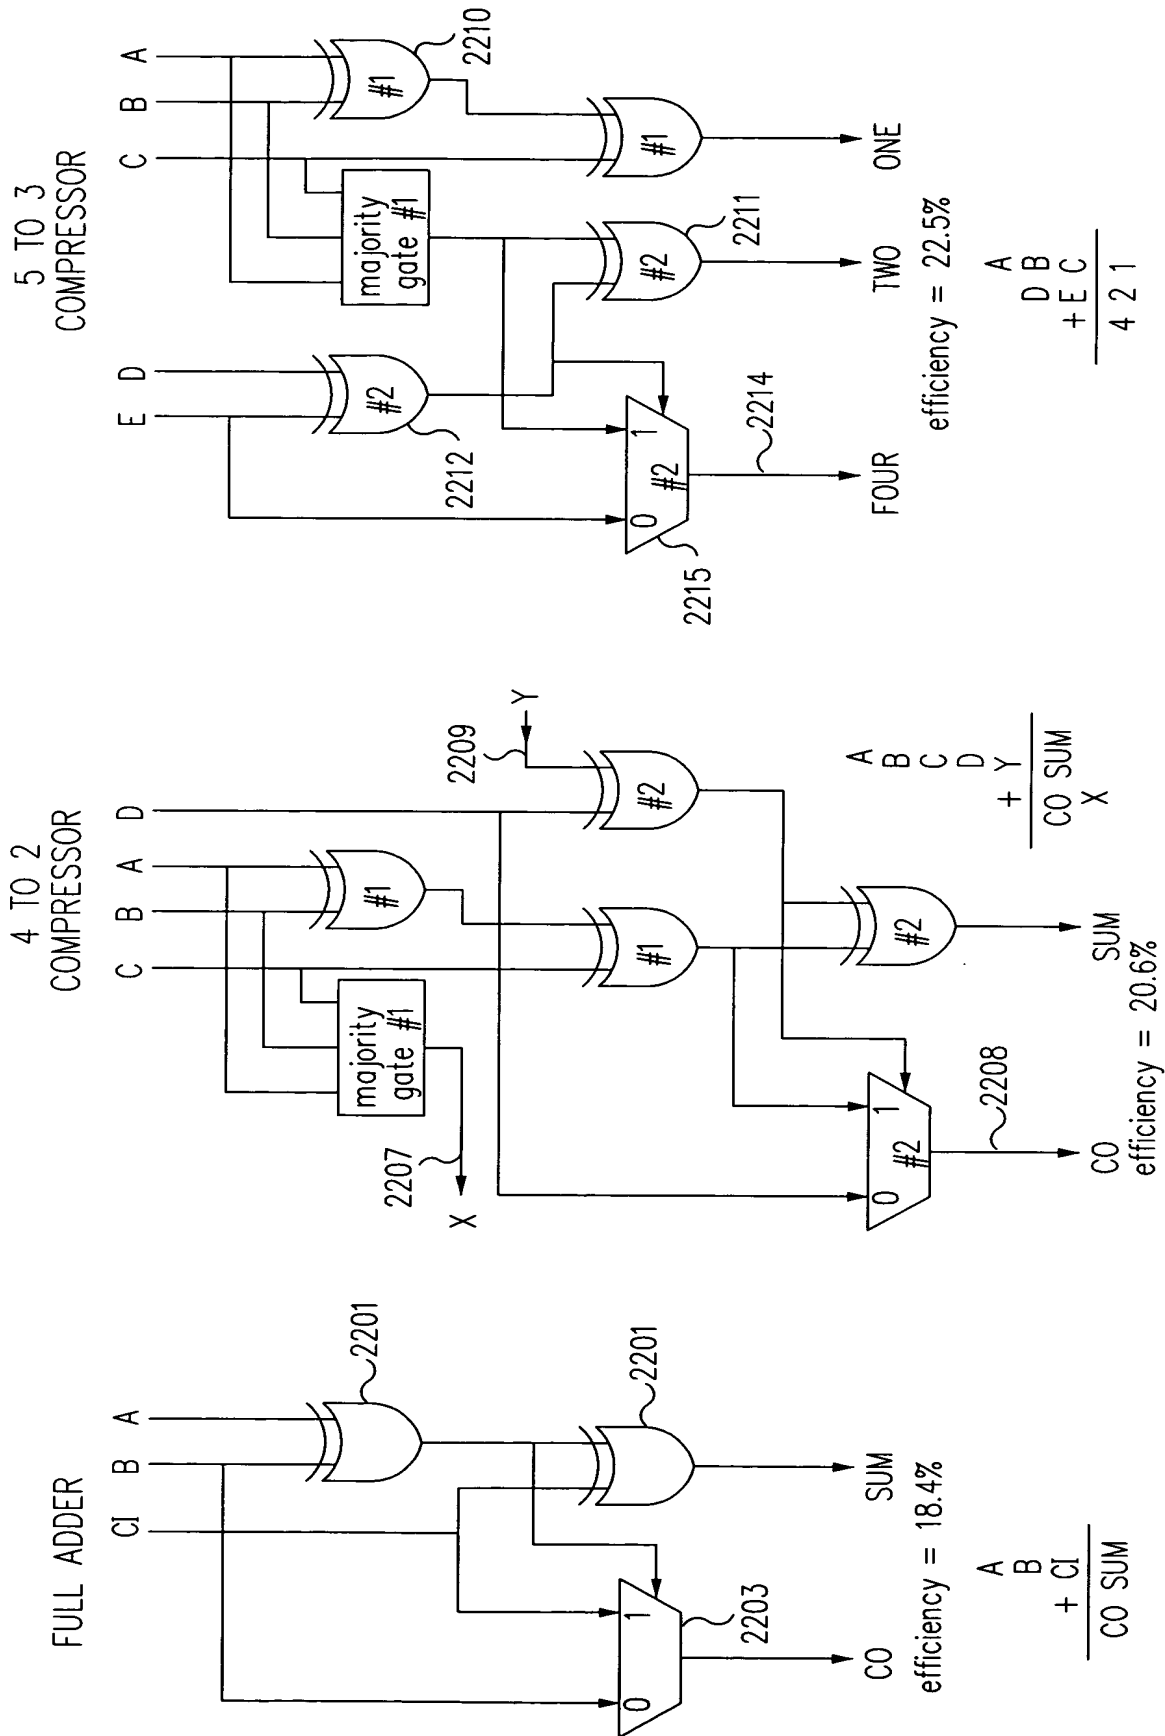 FULL ADDER
CI
B
A
2201
2201
0
1
2203
CO
SUM
efficiency = 18.4%
A
B
+ CI
CO SUM
4 TO 2
COMPRESSOR
C
B
A
D
majority
gate #1
#1
2207
X
2209
Y
#1
#2
0
#2
1
#2
2208
CO
SUM
efficiency = 20.6%
A
B
C
D
+ Y
CO SUM
X
5 TO 3
COMPRESSOR
E
D
C
B
A
#2
majority
gate #1
#1
2210
2212
0
#2
1
#2
#1
2211
2215
2214
FOUR
TWO
ONE
efficiency = 22.5%
A
D B
+ E C
4 2 1